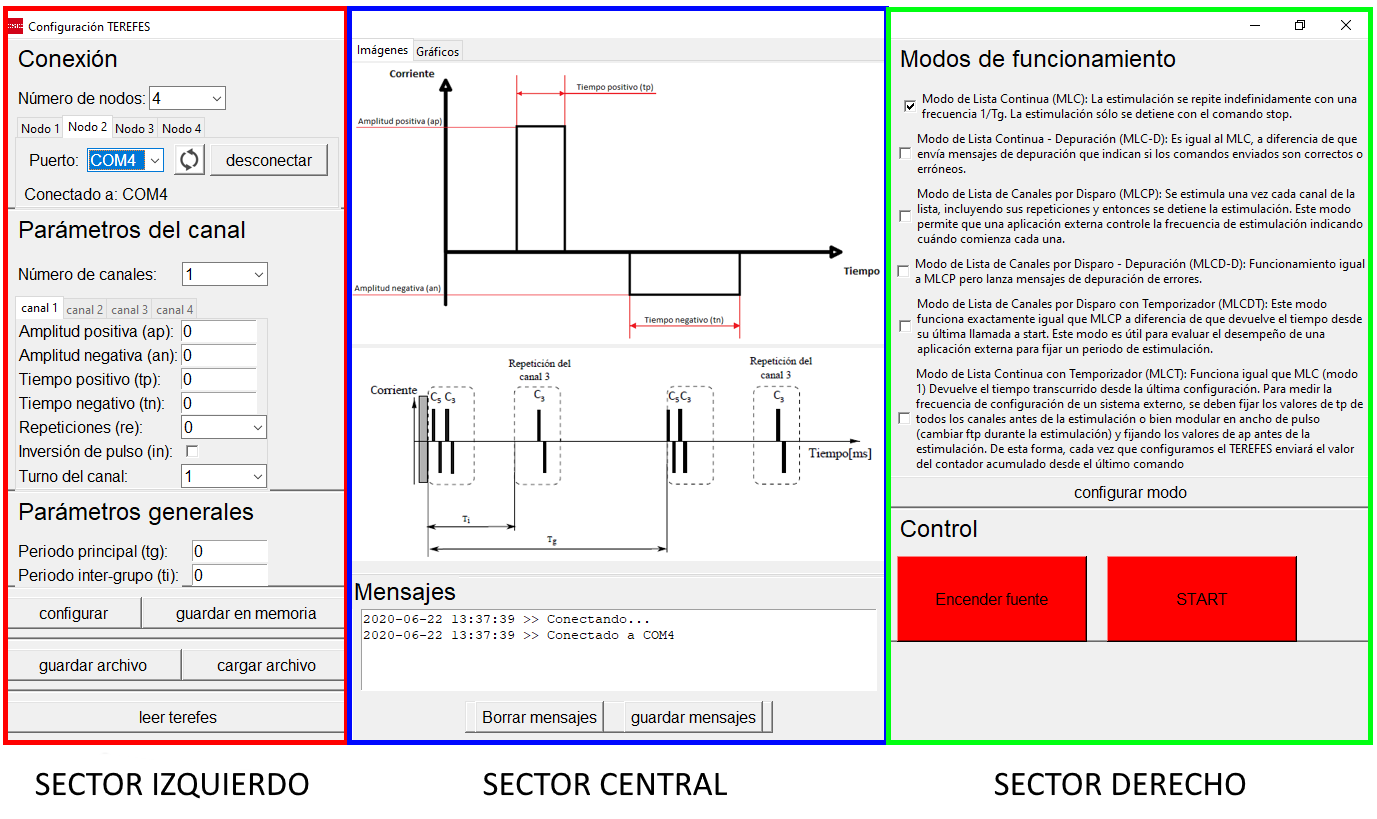 Configuración TEREFES
Conexión
Número de nodos: 4
Nodo 1 Nodo 2 Nodo 3 Nodo 4
Puerto: COM4 desconectar
Conectado a: COM4
Parámetros del canal
Número de canales: 1
canal 1 canal 2 canal 3 canal 4
Amplitud positiva (ap): 0
Amplitud negativa (an): 0
Tiempo positivo (tp): 0
Tiempo negativo (tn): 0
Repeticiones (re): 0
Inversión de pulso (in):
Turno del canal: 1
Parámetros generales
Periodo principal (tg): 0
Periodo inter-grupo (ti): 0
configurar guardar en memoria
guardar archivo cargar archivo
leer terefes
SECTOR IZQUIERDO
Imágenes Gráficos
Corriente
Tiempo positivo (tp)
Amplitud positiva (ap)
Tiempo
Amplitud negativa (an)
Tiempo negativo (tn)
Repetición del Repetición del
canal 3 canal 3
Corriente
C5 C3 C3 C5 C3 C3
Tiempo[ms]
Ti
Tg
Mensajes
2020-06-22 13:37:39 >> Conectando...
2020-06-22 13:37:39 >> Conectado a COM4
Borrar mensajes guardar mensajes
SECTOR CENTRAL
Modos de funcionamiento
Modo de Lista Continua (MLC): La estimulación se repite indefinidamente con una
frecuencia 1/Tg. La estimulación sólo se detiene con el comando stop.
Modo de Lista Continua - Depuración (MLC-D): Es igual al MLC, a diferencia de que
envía mensajes de depuración que indican si los comandos enviados son correctos o
erróneos.
Modo de Lista de Canales por Disparo (MLCP): Se estimula una vez cada canal de la
lista, incluyendo sus repeticiones y entonces se detiene la estimulación. Este modo
permite que una aplicación externa controle la frecuencia de estimulación indicando
cuándo comienza cada una.
Modo de Lista de Canales por Disparo - Depuración (MLCD-D): Funcionamiento igual
a MLCP pero lanza mensajes de depuración de errores.
Modo de Lista de Canales por Disparo con Temporizador (MLCDT): Este modo
funciona exactamente igual que MLCP a diferencia de que devuelve el tiempo desde
su última llamada a start. Este modo es útil para evaluar el desempeño de una
aplicación externa para fijar un periodo de estimulación.
Modo de Lista Continua con Temporizador (MLCT): Funciona igual que MLC (modo
1) Devuelve el tiempo transcurrido desde la última configuración. Para medir la
frecuencia de configuración de un sistema externo, se deben fijar los valores de tp de
todos los canales antes de la estimulación o bien modular en ancho de pulso
(cambiar ftp durante la estimulación) y fijando los valores de ap antes de la
estimulación. De esta forma, cada vez que configuramos el TEREFES enviará el valor
del contador acumulado desde el último comando
configurar modo
Control
Encender fuente START
SECTOR DERECHO